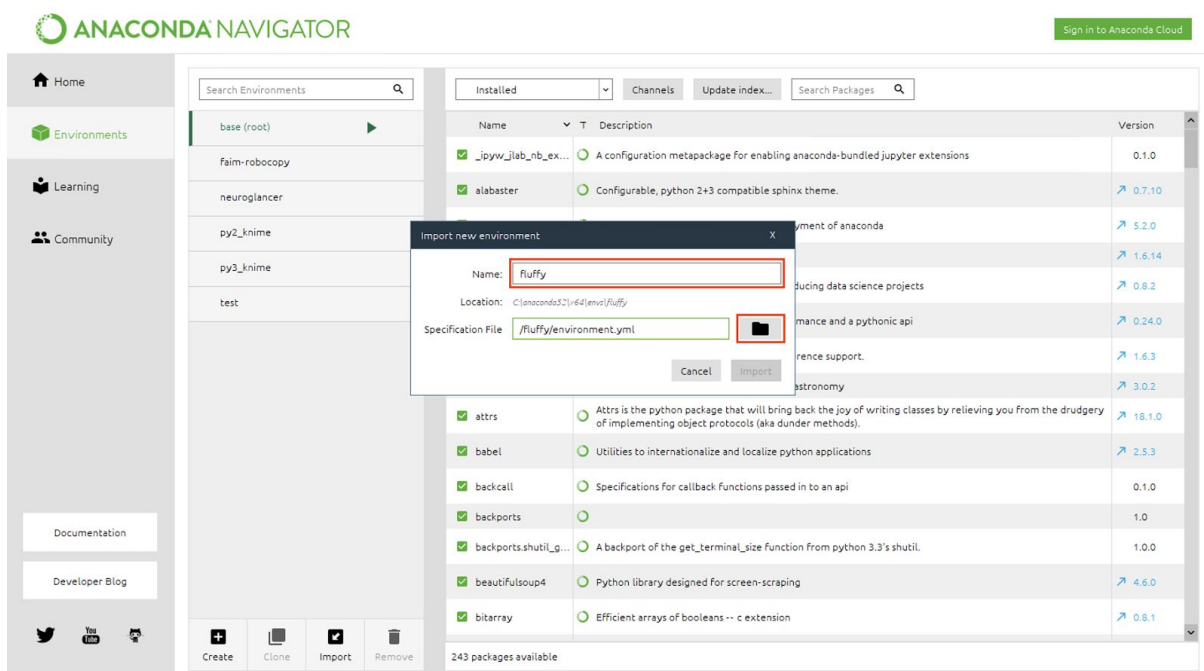 ANACONDA NAVIGATOR
Sign in to Anaconda Cloud
Home
Environments
Learning
Community
Documentation
Developer Blog
You
Tube
Search Environments
base (root)
faim-robocopy
neuroglancer
py2_knime
py3_knime
test
Create
Clone
Import
Remove
Installed
Channels
Update index...
Search Packages
Name T Description Version
_ipyw_jlab_nb_ex... A configuration metapackage for enabling anaconda-bundled jupyter extensions 0.1.0
alabaster Configurable, python 2+3 compatible sphinx theme. 0.7.10
yment of anaconda 5.2.0
1.6.14
ducing data science projects 0.8.2
mance and a pythonic api 0.24.0
rence support. 1.6.3
astronomy 3.0.2
Import new environment X
Name: fluffy
Location: C:\anaconda52\x64\envs\fluffy
Specification File /fluffy/environment.yml
Cancel
Import
attrs Attrs is the python package that will bring back the joy of writing classes by relieving you from the drudgery
of implementing object protocols (aka dunder methods). 18.1.0
babel Utilities to internationalize and localize python applications 2.5.3
backcall Specifications for callback functions passed in to an api 0.1.0
backports 1.0
backports.shutil_g... A backport of the get_terminal_size function from python 3.3's shutil. 1.0.0
beautifulsoup4 Python library designed for screen-scraping 4.6.0
bitarray Efficient arrays of booleans -- c extension 0.8.1
243 packages available